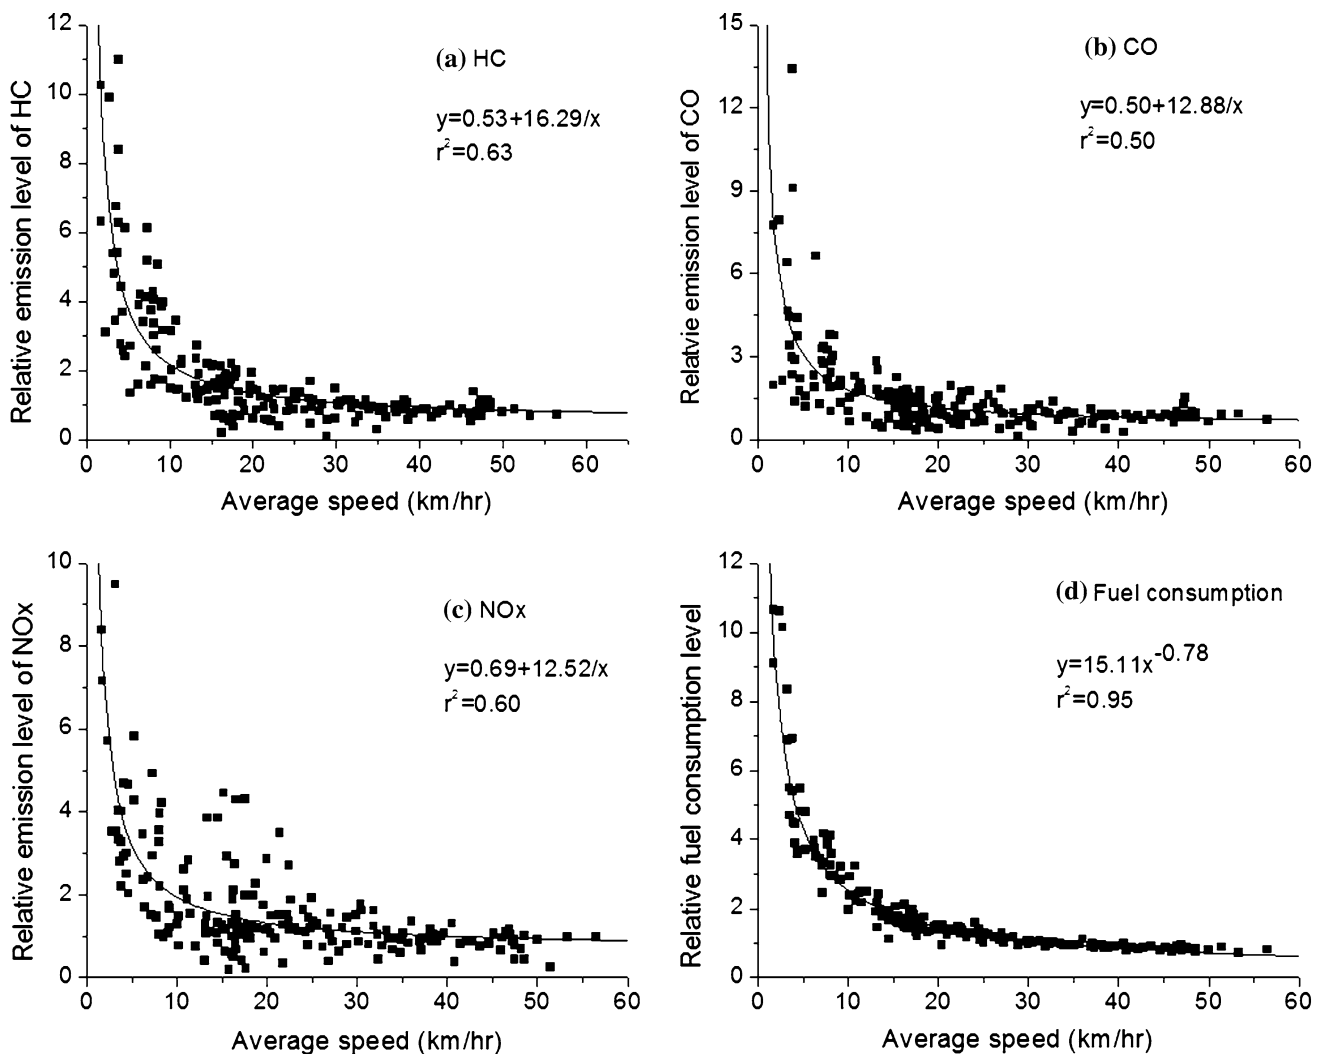 (a) HC
y=0.53+16.29/x
r²=0.63
Relative emission level of HC
12
10
8
6
4
2
0
0 10 20 30 40 50 60
Average speed (km/hr)
(b) CO
y=0.50+12.88/x
r²=0.50
Relatvie emission level of CO
15
12
9
6
3
0
0 10 20 30 40 50 60
Average speed (km/hr)
(c) NOx
y=0.69+12.52/x
r²=0.60
Relative emission level of NOx
10
8
6
4
2
0
0 10 20 30 40 50 60
Average speed (km/hr)
(d) Fuel consumption
y=15.11x⁻⁰·⁷⁸
r²=0.95
Relative fuel consumption level
12
10
8
6
4
2
0
0 10 20 30 40 50 60
Average speed (km/hr)